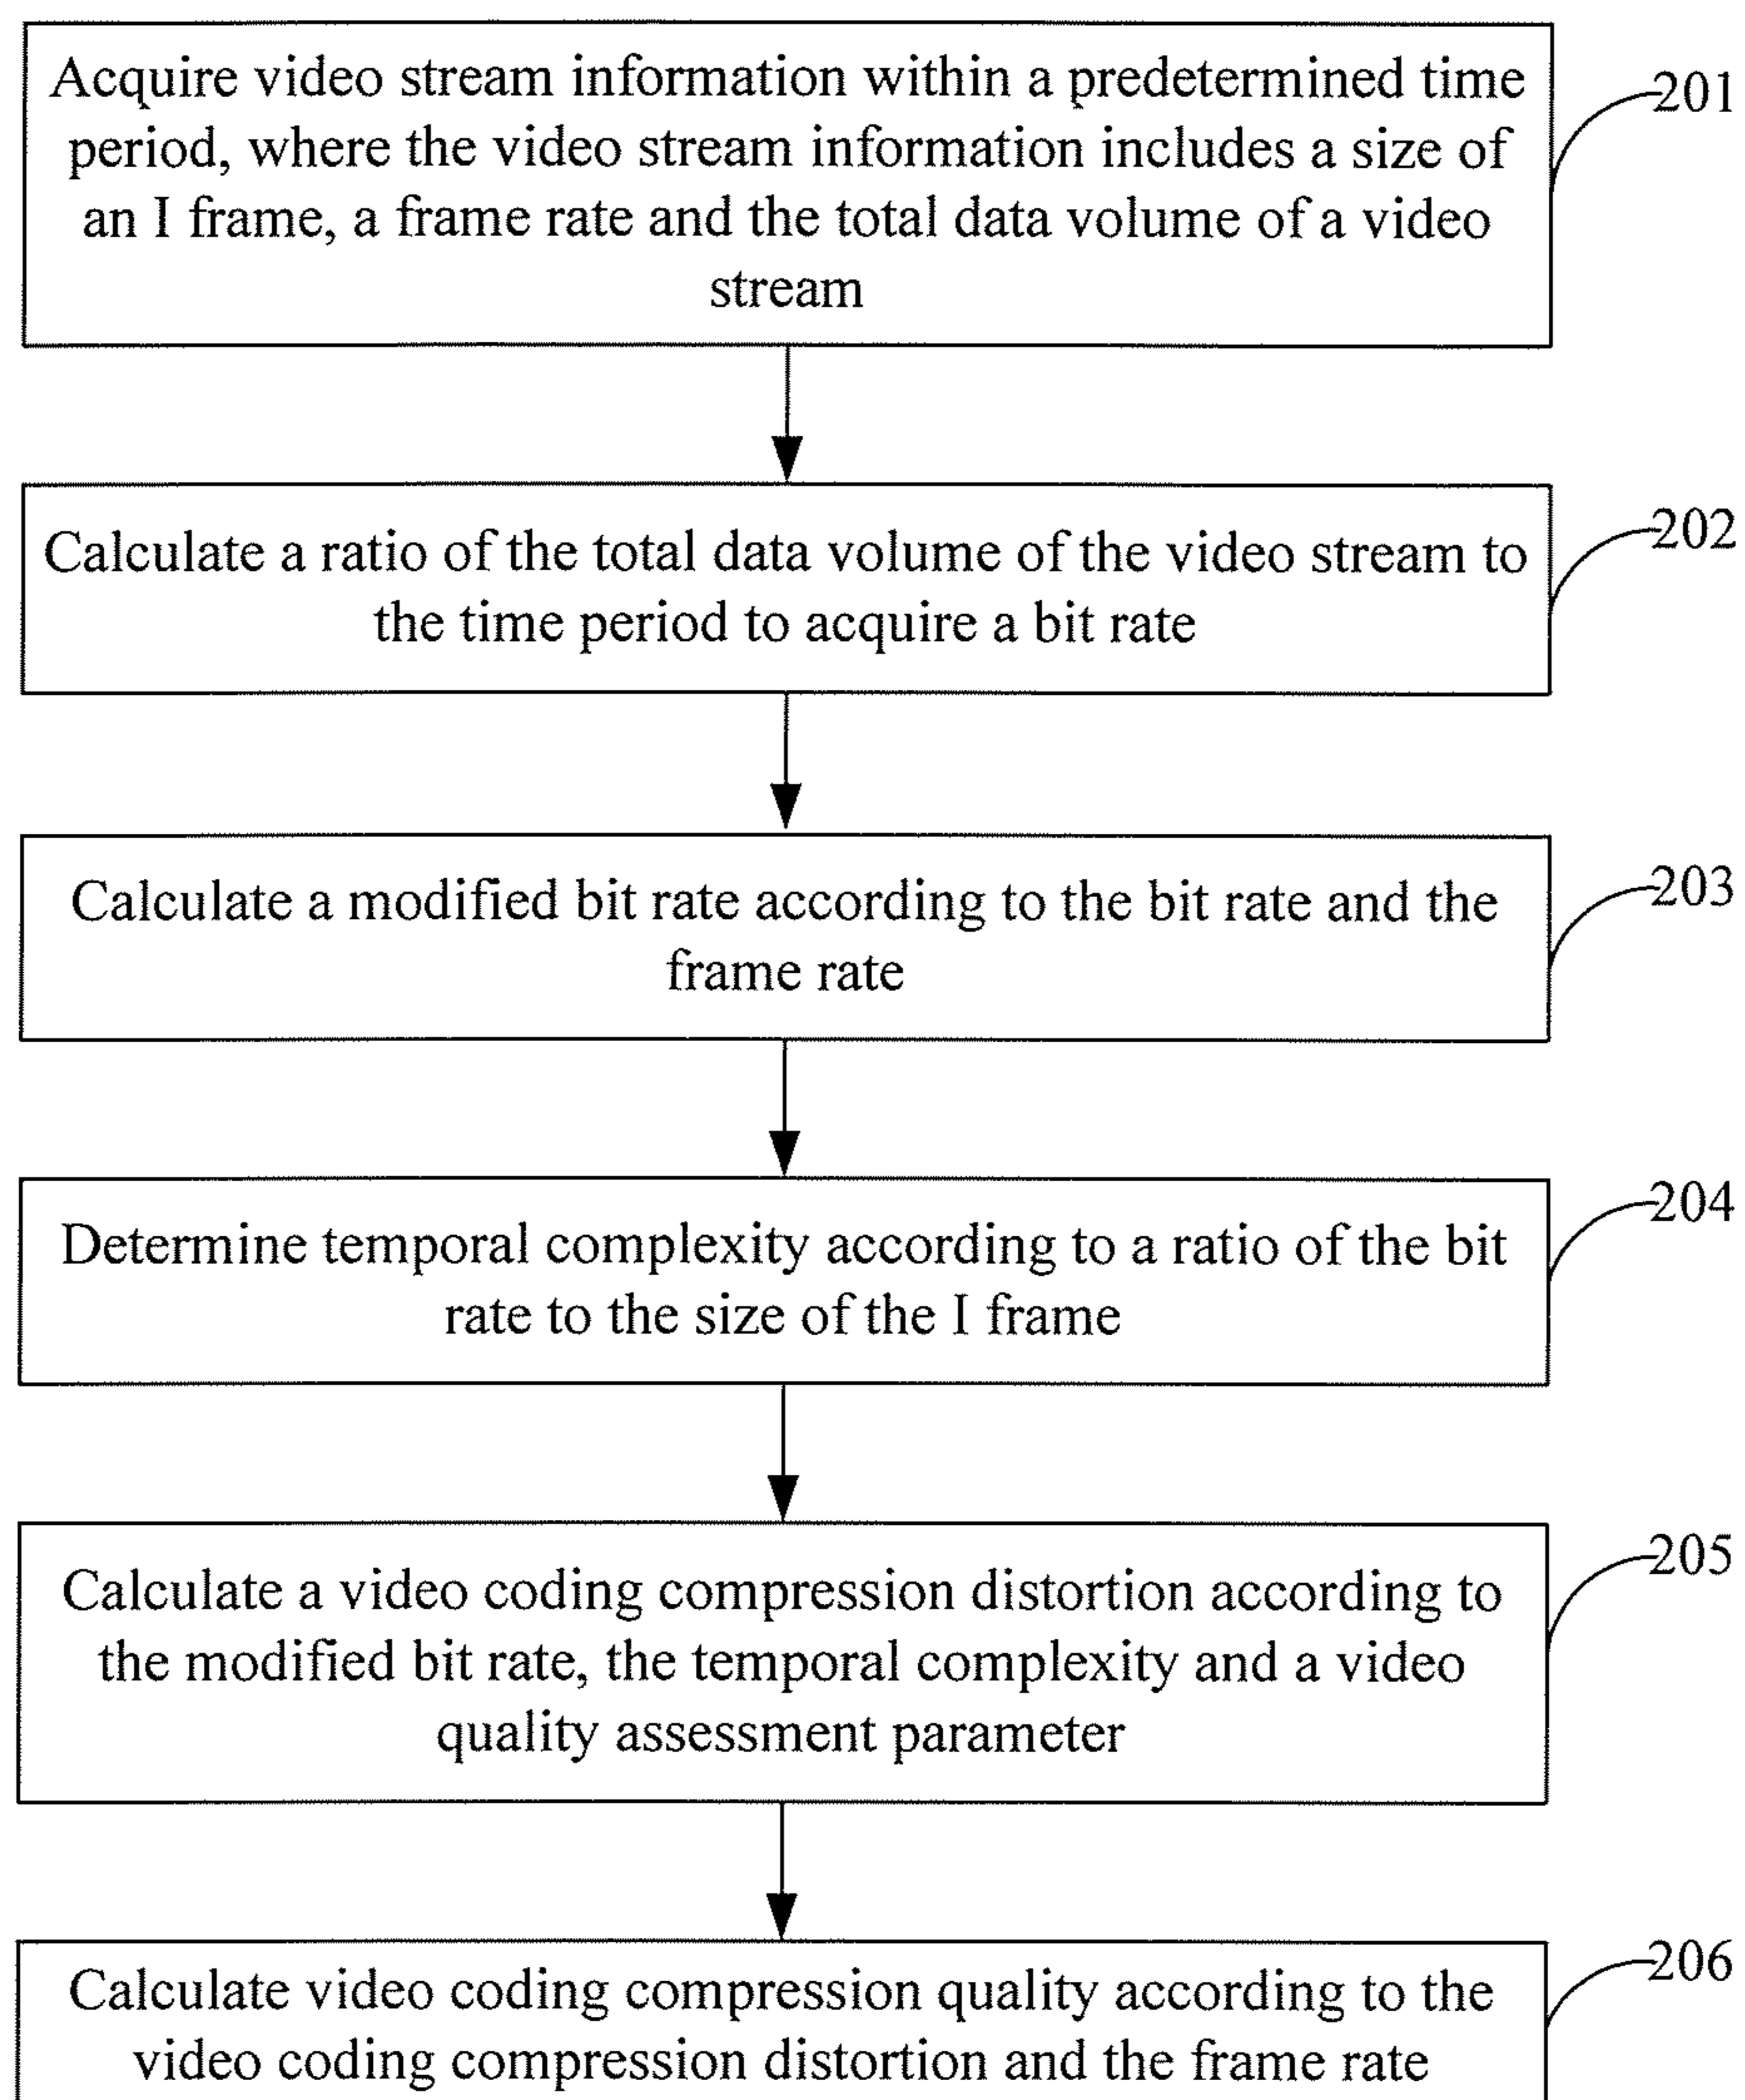 Acquire video stream information within a predetermined time
period, where the video stream information includes a size of
an I frame, a frame rate and the total data volume of a video
stream
201
Calculate a ratio of the total data volume of the video stream to
the time period to acquire a bit rate
202
Calculate a modified bit rate according to the bit rate and the
frame rate
203
Determine temporal complexity according to a ratio of the bit
rate to the size of the I frame
204
Calculate a video coding compression distortion according to
the modified bit rate, the temporal complexity and a video
quality assessment parameter
205
Calculate video coding compression quality according to the
video coding compression distortion and the frame rate
206